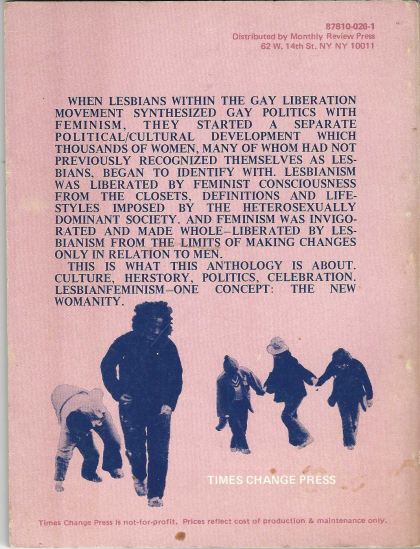 87810-026-1
Distributed by Monthly Review Press
62 W. 14th St. NY NY 10011
WHEN LESBIANS WITHIN THE GAY LIBERATION
MOVEMENT SYNTHESIZED GAY POLITICS WITH
FEMINISM, THEY STARTED A SEPARATE
POLITICAL/CULTURAL DEVELOPMENT WHICH
THOUSANDS OF WOMEN, MANY OF WHOM HAD NOT
PREVIOUSLY RECOGNIZED THEMSELVES AS LES-
BIANS, BEGAN TO IDENTIFY WITH. LESBIANISM
WAS LIBERATED BY FEMINIST CONSCIOUSNESS
FROM THE CLOSETS, DEFINITIONS AND LIFE-
STYLES IMPOSED BY THE HETEROSEXUALLY
DOMINANT SOCIETY. AND FEMINISM WAS INVIGO-
RATED AND MADE WHOLE—LIBERATED BY LES-
BIANISM FROM THE LIMITS OF MAKING CHANGES
ONLY IN RELATION TO MEN.
THIS IS WHAT THIS ANTHOLOGY IS ABOUT.
CULTURE, HERSTORY, POLITICS, CELEBRATION.
LESBIANFEMINISM—ONE CONCEPT: THE NEW
WOMANITY.
TIMES CHANGE PRESS
Times Change Press is not-for-profit. Prices reflect cost of production & maintenance only.